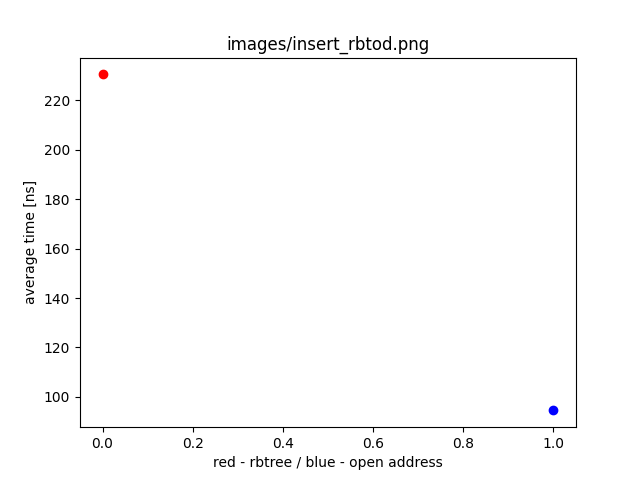 images/insert_rbtod.png
average time [ns]
220
200
180
160
140
120
100
0.0 0.2 0.4 0.6 0.8 1.0
red - rbtree / blue - open address